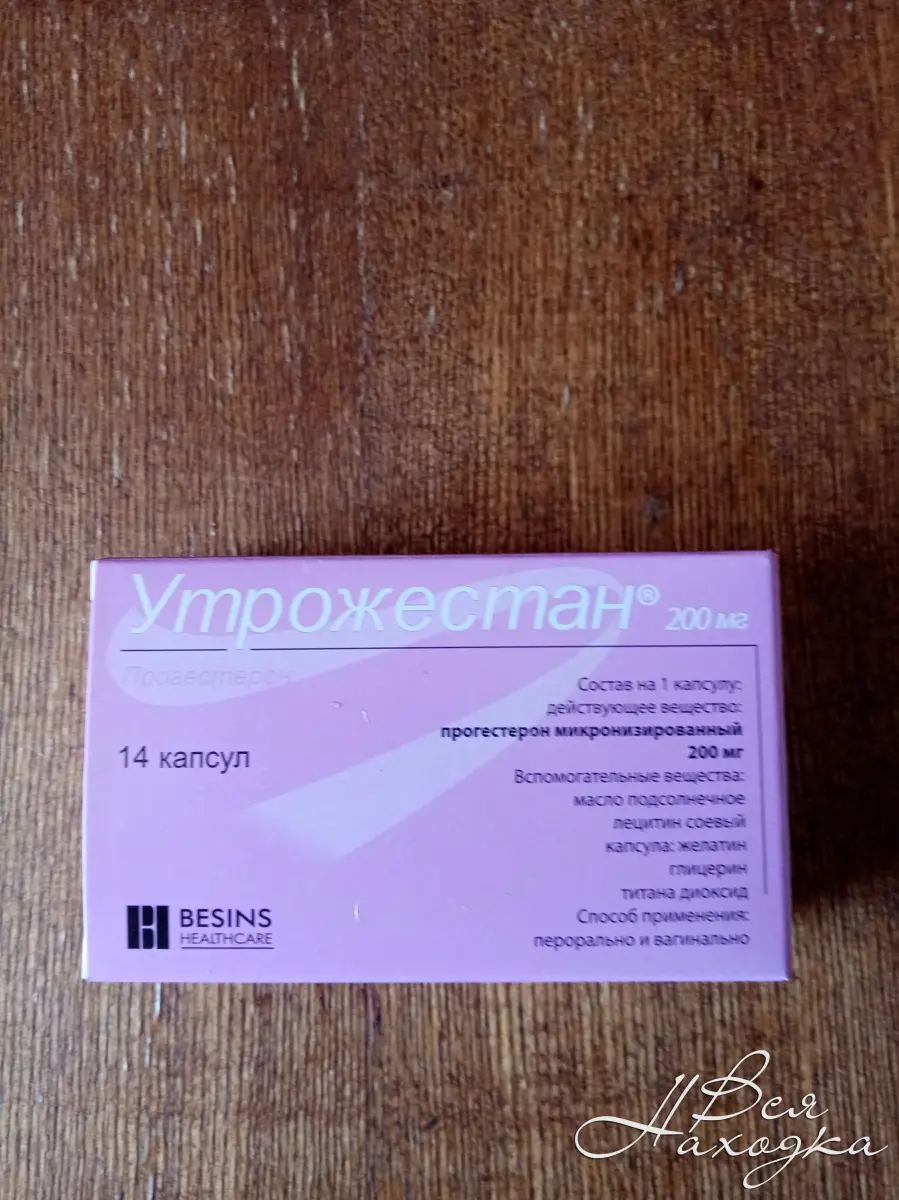 Утрожестан® 200 мг
Прогестерон
14 капсул
Состав на 1 капсулу:
действующее вещество:
прогестерон микронизированный
200 мг
Вспомогательные вещества:
масло подсолнечное
лецитин соевый
капсула: желатин
глицерин
титана диоксид
Способ применения:
перорально и вагинально
BESINS
HEALTHCARE
Вся
Находка